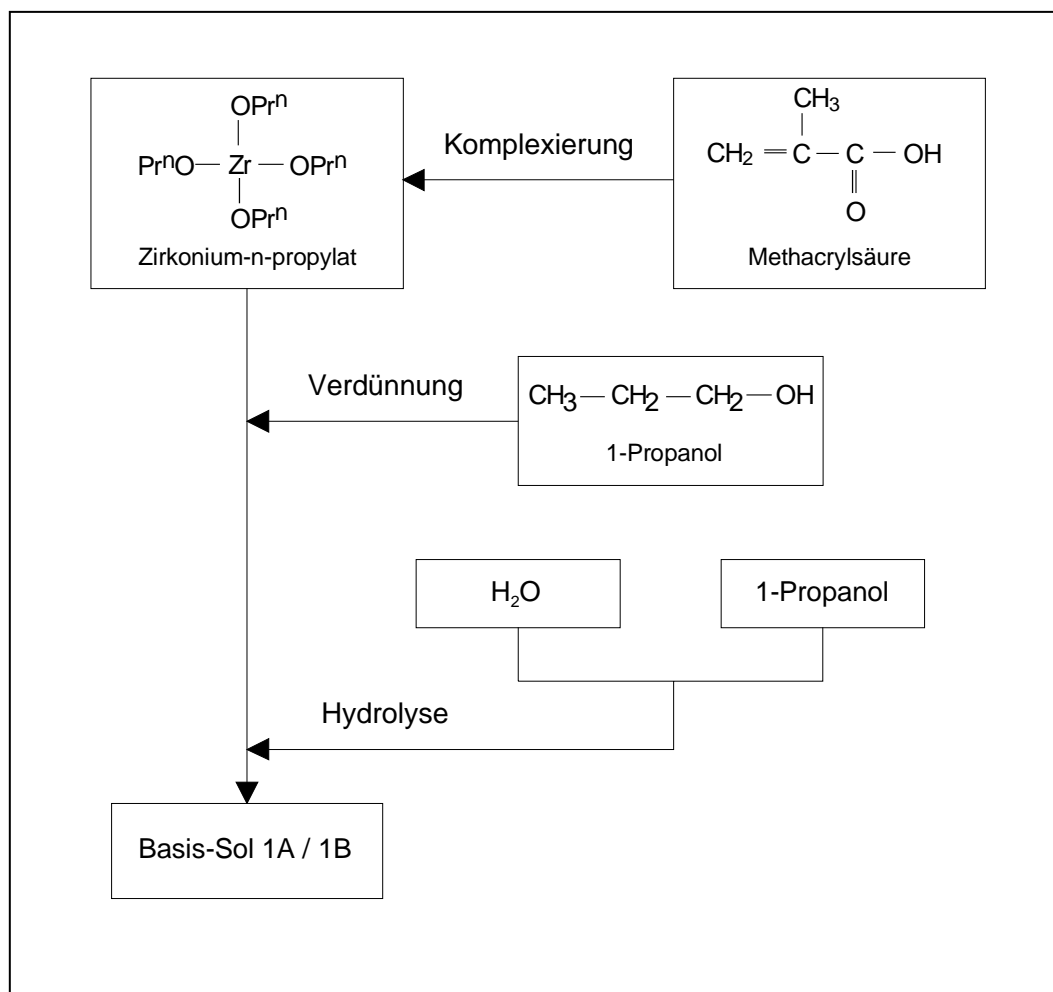 OPrⁿ
PrⁿO — Zr — OPrⁿ
OPrⁿ
Zirkonium-n-propylat
Komplexierung
CH₃
CH₂ = C — C — OH
O
Methacrylsäure
Verdünnung
CH₃ — CH₂ — CH₂ — OH
1-Propanol
H₂O
1-Propanol
Hydrolyse
Basis-Sol 1A / 1B